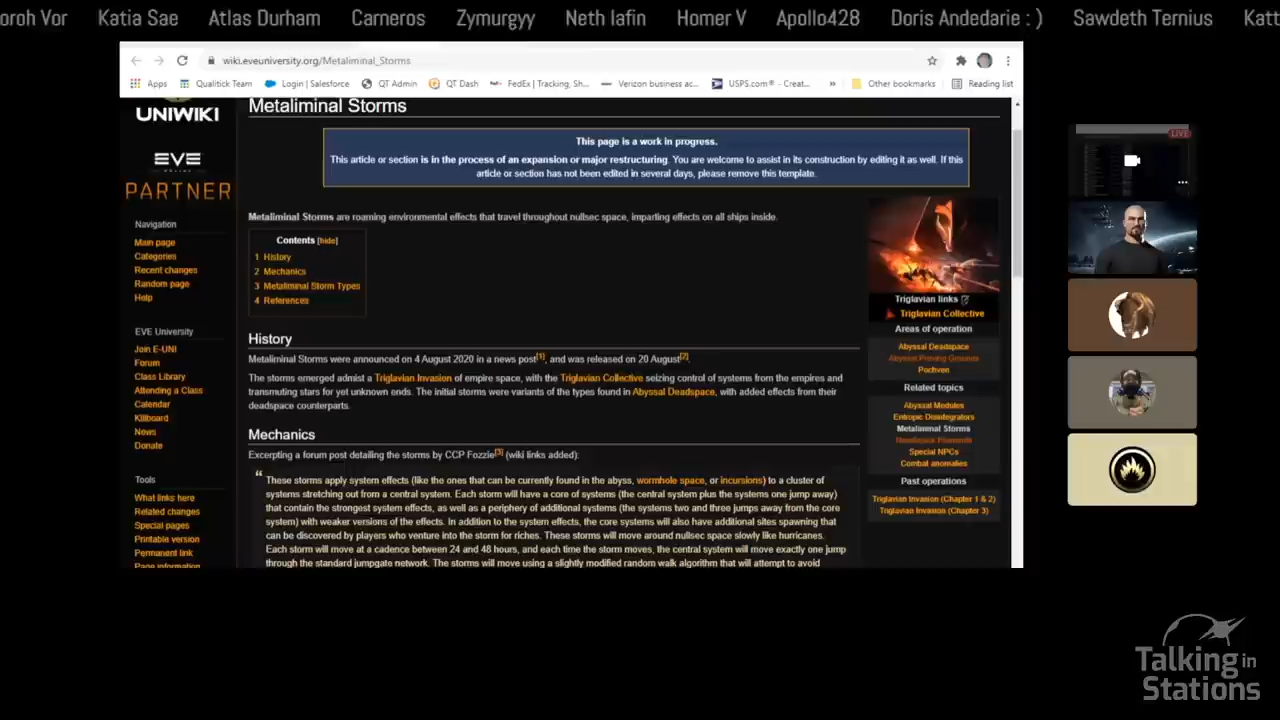 oroh Vor Katia Sae Atlas Durham Carneros Zymurgyy Neth Iafin Homer V Apollo428 Doris Andedarie : ) Sawdeth Ternius Katt
wiki.eveuniversity.org/Metaliminal_Storms
Apps Qualitick Team Login | Salesforce QT Admin QT Dash FedEx | Tracking, Sh... Verizon business ac... USPS.com® - Creat... » Other bookmarks Reading list
UNIWIKI
EVE
PARTNER
Navigation
Main page
Categories
Recent changes
Random page
Help
EVE University
Join E-UNI
Forum
Class Library
Attending a Class
Calendar
Killboard
News
Donate
Tools
What links here
Related changes
Special pages
Printable version
Permanent link
Page information
Metaliminal Storms
This page is a work in progress.
This article or section is in the process of an expansion or major restructuring. You are welcome to assist in its construction by editing it as well. If this
article or section has not been edited in several days, please remove this template.
Metaliminal Storms are roaming environmental effects that travel throughout nullsec space, imparting effects on all ships inside.
Contents [hide]
1 History
2 Mechanics
3 Metaliminal Storm Types
4 References
History
Metaliminal Storms were announced on 4 August 2020 in a news post[1], and was released on 20 August[2].
The storms emerged admist a Triglavian Invasion of empire space, with the Triglavian Collective seizing control of systems from the empires and
transmuting stars for yet unknown ends. The initial storms were variants of the types found in Abyssal Deadspace, with added effects from their
deadspace counterparts.
Mechanics
Excerpting a forum post detailing the storms by CCP Fozzie[3] (wiki links added):
“ These storms apply system effects (like the ones that can be currently found in the abyss, wormhole space, or incursions) to a cluster of
systems stretching out from a central system. Each storm will have a core of systems (the central system plus the systems one jump away)
that contain the strongest system effects, as well as a periphery of additional systems (the systems two and three jumps away from the core
system) with weaker versions of the effects. In addition to the system effects, the core systems will also have additional sites spawning that
can be discovered by players who venture into the storm for riches. These storms will move around nullsec space slowly like hurricanes.
Each storm will move at a cadence between 24 and 48 hours, and each time the storm moves, the central system will move exactly one jump
through the standard jumpgate network. The storms will move using a slightly modified random walk algorithm that will attempt to avoid
Triglavian links
Triglavian Collective
Areas of operation
Abyssal Deadspace
Abyssal Proving Grounds
Pochven
Related topics
Abyssal Modules
Entropic Disintegrators
Metaliminal Storms
Special NPCs
Combat anomalies
Past operations
Triglavian Invasion (Chapter 1 & 2)
Triglavian Invasion (Chapter 3)
LIVE
Talking in
Stations